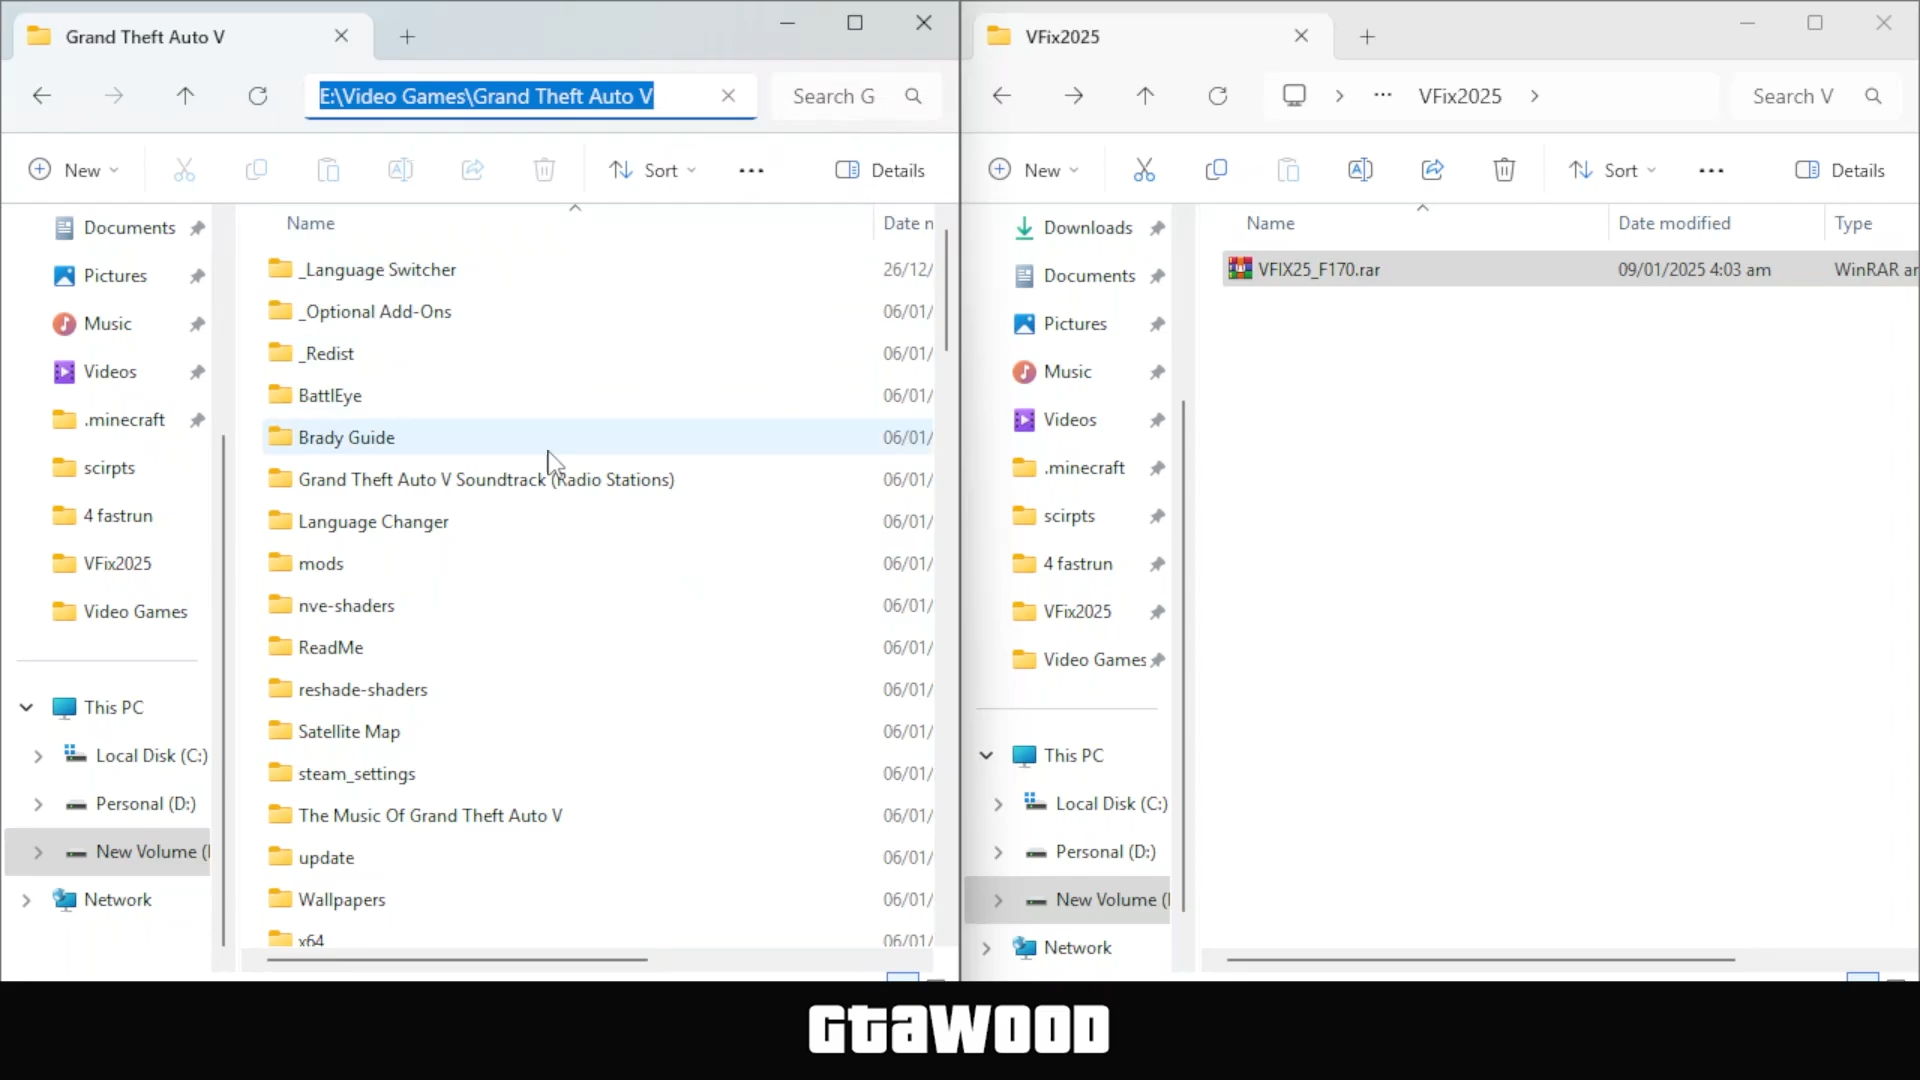 Grand Theft Auto V
E:\Video Games\Grand Theft Auto V
Search G
New
Sort
Details
Documents
Pictures
Music
Videos
.minecraft
scirpts
4 fastrun
VFix2025
Video Games
This PC
Local Disk (C:)
Personal (D:)
New Volume (
Network
Name
Date
_Language Switcher 26/12/
_Optional Add-Ons 06/01/
_Redist 06/01/
BattlEye 06/01/
Brady Guide 06/01/
Grand Theft Auto V Soundtrack (Radio Stations) 06/01/
Language Changer 06/01/
mods 06/01/
nve-shaders 06/01/
ReadMe 06/01/
reshade-shaders 06/01/
Satellite Map 06/01/
steam_settings 06/01/
The Music Of Grand Theft Auto V 06/01/
update 06/01/
Wallpapers 06/01/
x64 06/01/
VFix2025
VFix2025
Search V
New
Sort
Details
Downloads
Documents
Pictures
Music
Videos
.minecraft
scirpts
4 fastrun
VFix2025
Video Games
This PC
Local Disk (C:)
Personal (D:)
New Volume (
Network
Name Date modified Type
VFIX25_F170.rar 09/01/2025 4:03 am WinRAR ar
GTAWOOD